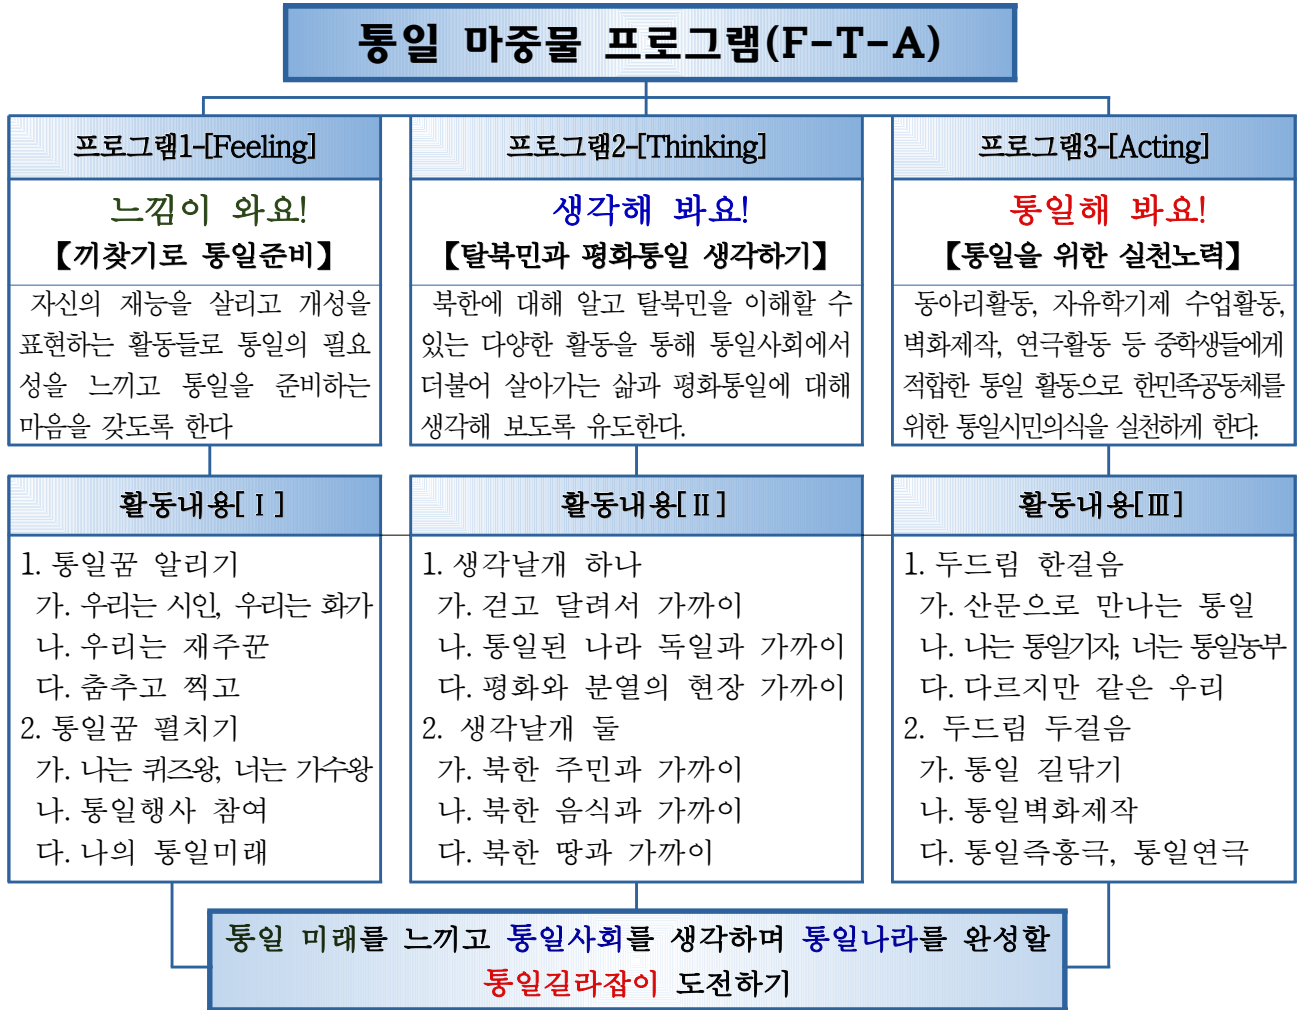 통일 마중물 프로그램(F-T-A)
프로그램1-[Feeling]
느낌이 와요!
【끼찾기로 통일준비】
자신의 재능을 살리고 개성을
표현하는 활동들로 통일의 필요
성을 느끼고 통일을 준비하는
마음을 갖도록 한다
프로그램2-[Thinking]
생각해 봐요!
【탈북민과 평화통일 생각하기】
북한에 대해 알고 탈북민을 이해할 수
있는 다양한 활동을 통해 통일사회에서
더불어 살아가는 삶과 평화통일에 대해
생각해 보도록 유도한다.
프로그램3-[Acting]
통일해 봐요!
【통일을 위한 실천노력】
동아리활동, 자유학기제 수업활동,
벽화제작, 연극활동 등 중학생들에게
적합한 통일 활동으로 한민족공동체를
위한 통일시민의식을 실천하게 한다.
활동내용[Ⅰ]
1. 통일꿈 알리기
가. 우리는 시인, 우리는 화가
나. 우리는 재주꾼
다. 춤추고 찍고
2. 통일꿈 펼치기
가. 나는 퀴즈왕, 너는 가수왕
나. 통일행사 참여
다. 나의 통일미래
활동내용[Ⅱ]
1. 생각날개 하나
가. 걷고 달려서 가까이
나. 통일된 나라 독일과 가까이
다. 평화와 분열의 현장 가까이
2. 생각날개 둘
가. 북한 주민과 가까이
나. 북한 음식과 가까이
다. 북한 땅과 가까이
활동내용[Ⅲ]
1. 두드림 한걸음
가. 산문으로 만나는 통일
나. 나는 통일기자, 너는 통일농부
다. 다르지만 같은 우리
2. 두드림 두걸음
가. 통일 길닦기
나. 통일벽화제작
다. 통일즉흥극, 통일연극
통일 미래를 느끼고 통일사회를 생각하며 통일나라를 완성할
통일길라잡이 도전하기